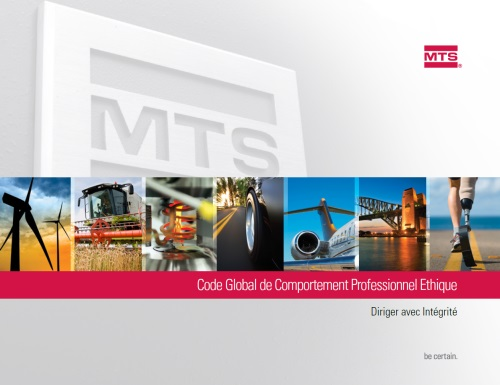 MTS
MTS
®
Code Global de Comportement Professionnel Ethique
Diriger avec Intégrité
be certain.